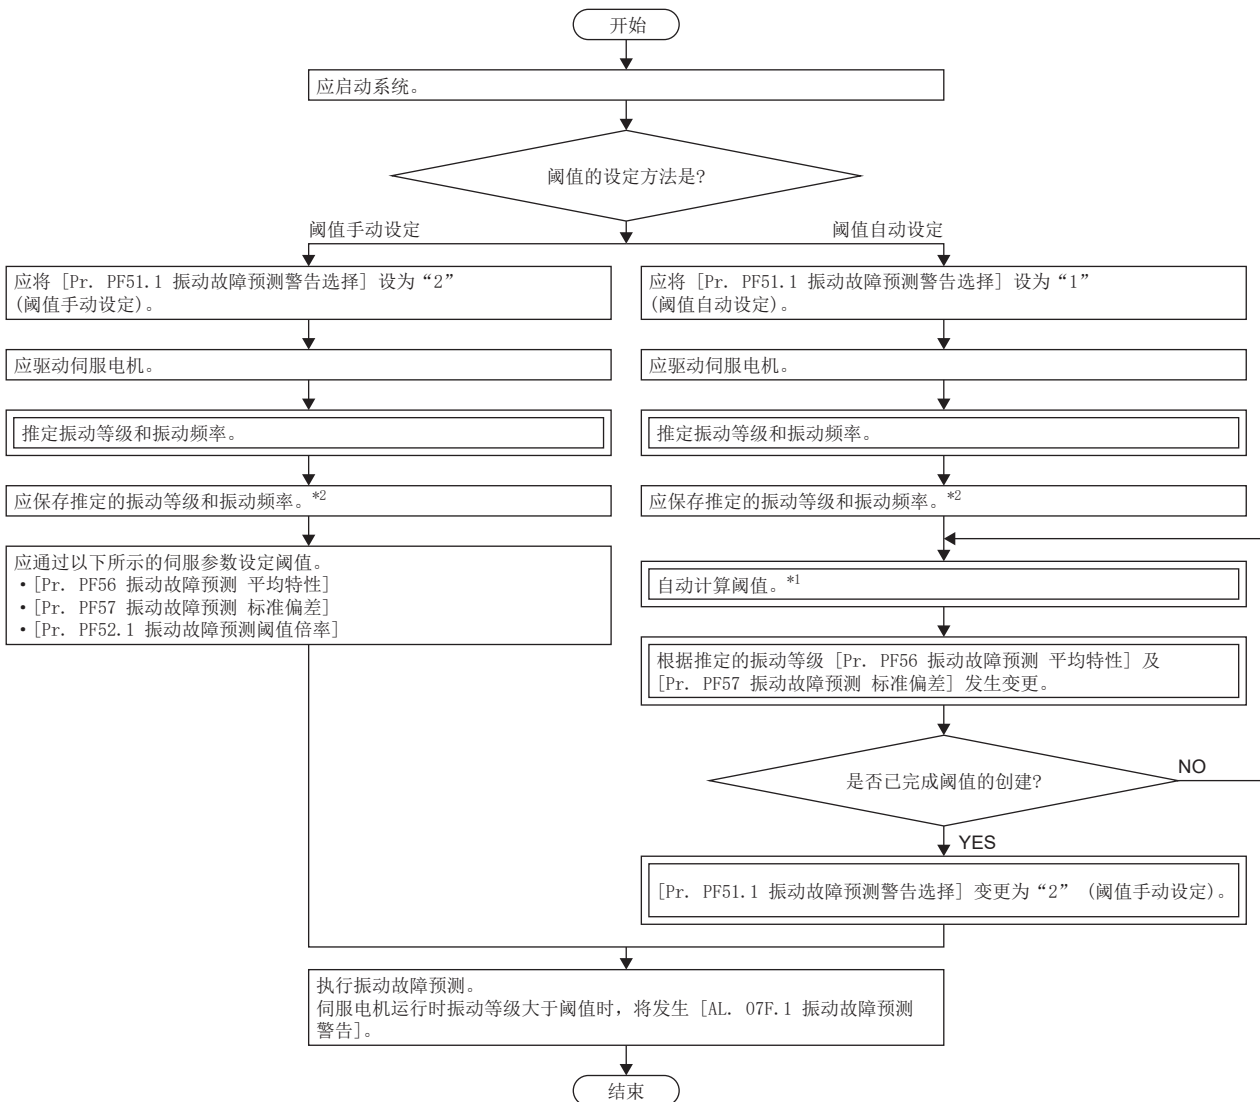 开始
应启动系统。
阈值的设定方法是?
阈值手动设定
阈值自动设定
应将 [Pr. PF51.1 振动故障预测警告选择] 设为“2”
(阈值手动设定)。
应驱动伺服电机。
推定振动等级和振动频率。
应保存推定的振动等级和振动频率。*2
应通过以下所示的伺服参数设定阈值。
•[Pr. PF56 振动故障预测 平均特性]
•[Pr. PF57 振动故障预测 标准偏差]
•[Pr. PF52.1 振动故障预测阈值倍率]
应将 [Pr. PF51.1 振动故障预测警告选择] 设为“1”
(阈值自动设定)。
应驱动伺服电机。
推定振动等级和振动频率。
应保存推定的振动等级和振动频率。*2
自动计算阈值。*1
根据推定的振动等级 [Pr. PF56 振动故障预测 平均特性] 及
[Pr. PF57 振动故障预测 标准偏差] 发生变更。
是否已完成阈值的创建?
NO
YES
[Pr. PF51.1 振动故障预测警告选择] 变更为“2” (阈值手动设定)。
执行振动故障预测。
伺服电机运行时振动等级大于阈值时，将发生 [AL. 07F.1 振动故障预测
警告]。
结束